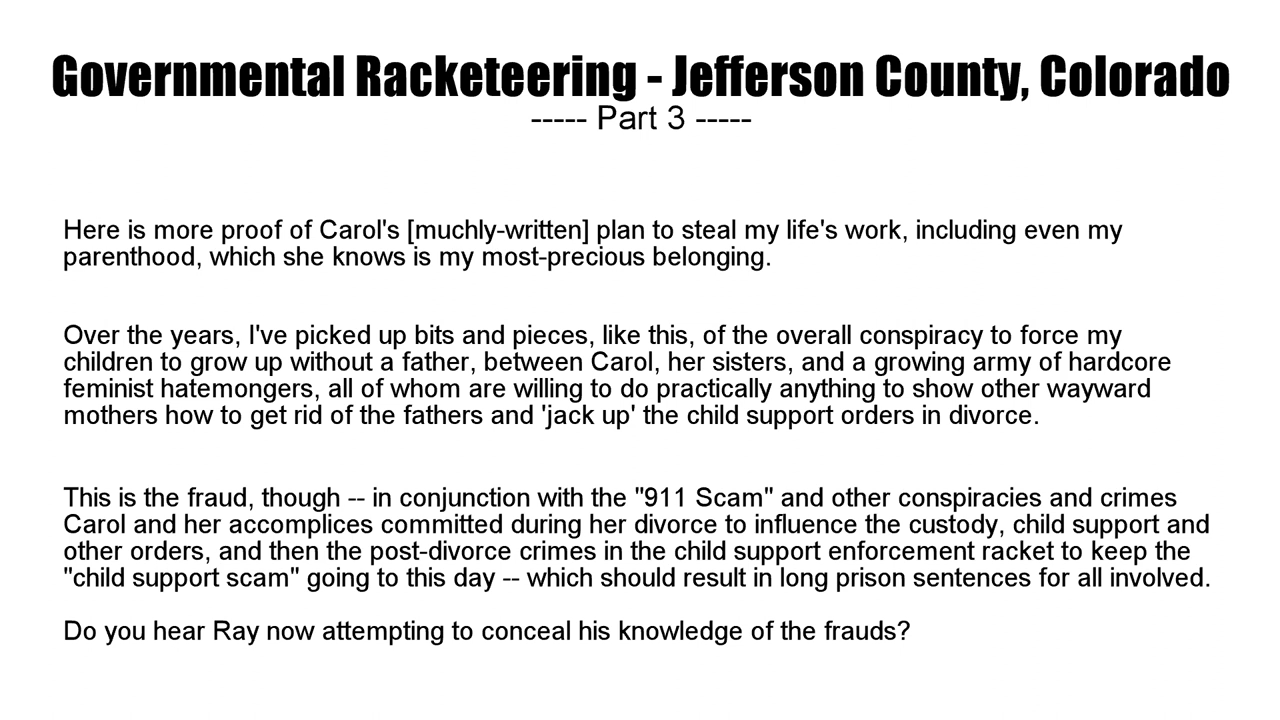 Governmental Racketeering - Jefferson County, Colorado
----- Part 3 -----
Here is more proof of Carol's [muchly-written] plan to steal my life's work, including even my
parenthood, which she knows is my most-precious belonging.
Over the years, I've picked up bits and pieces, like this, of the overall conspiracy to force my
children to grow up without a father, between Carol, her sisters, and a growing army of hardcore
feminist hatemongers, all of whom are willing to do practically anything to show other wayward
mothers how to get rid of the fathers and 'jack up' the child support orders in divorce.
This is the fraud, though -- in conjunction with the "911 Scam" and other conspiracies and crimes
Carol and her accomplices committed during her divorce to influence the custody, child support and
other orders, and then the post-divorce crimes in the child support enforcement racket to keep the
"child support scam" going to this day -- which should result in long prison sentences for all involved.
Do you hear Ray now attempting to conceal his knowledge of the frauds?